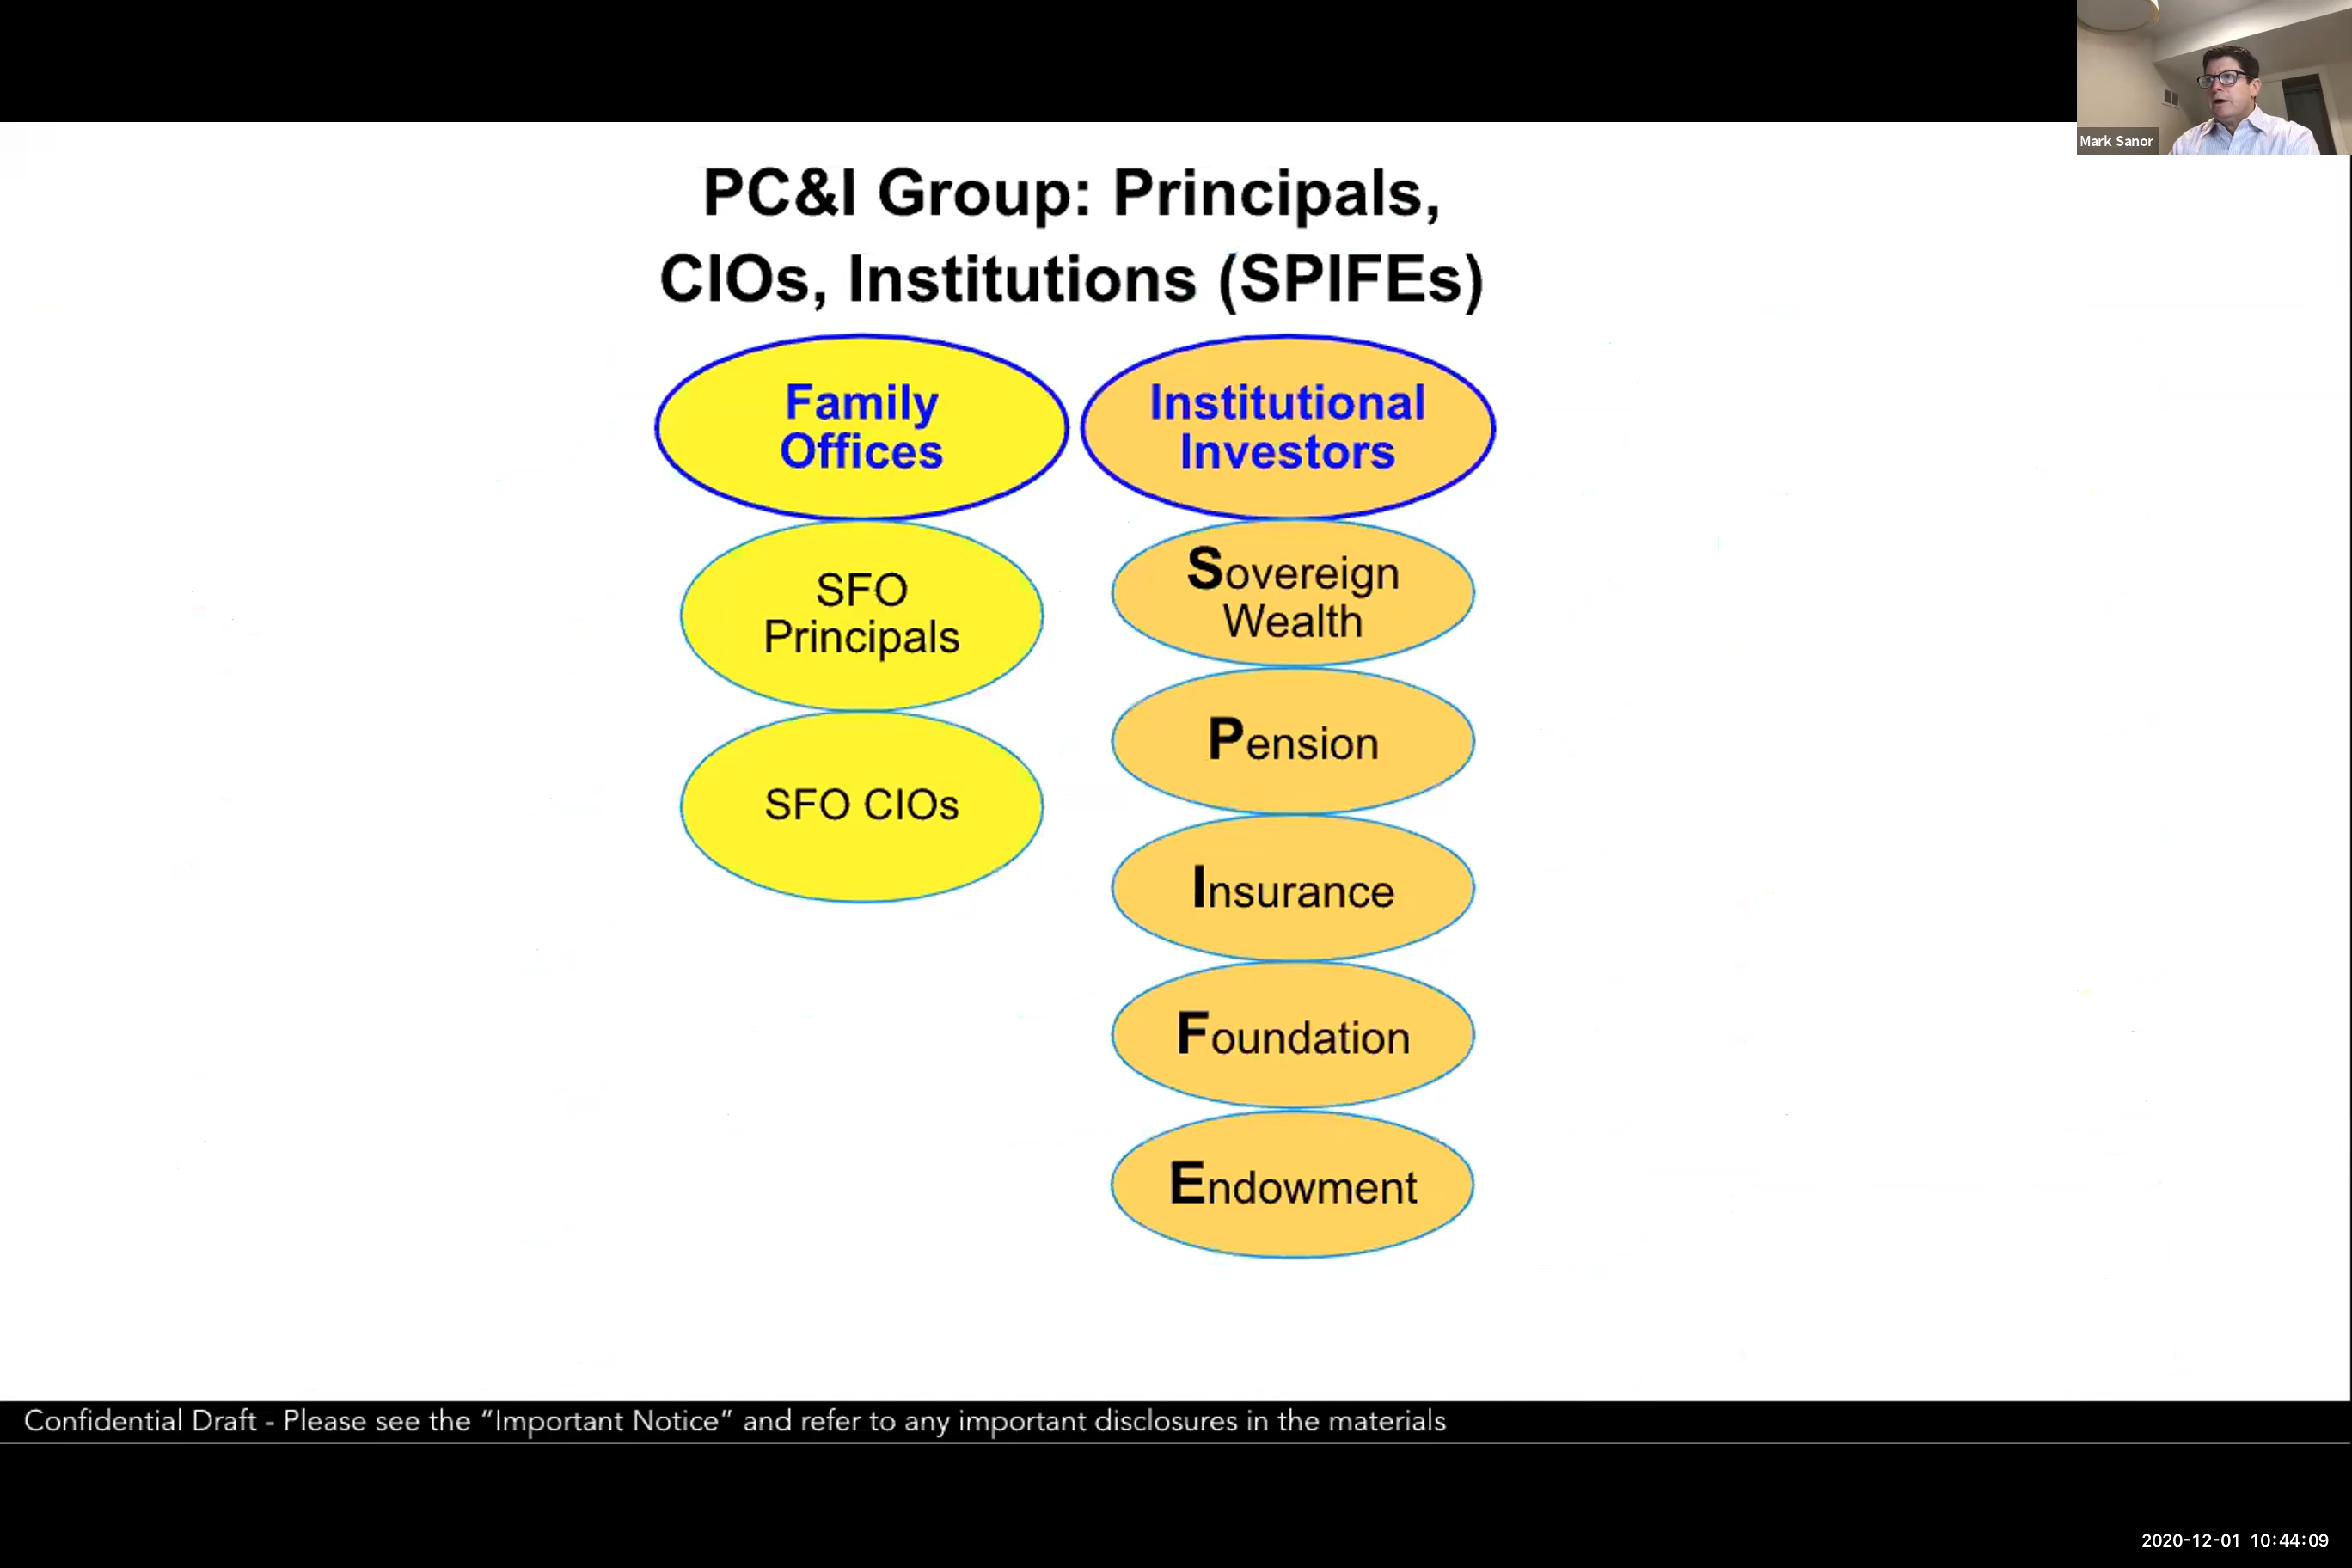 Mark Sanor
PC&I Group: Principals,
CIOs, Institutions (SPIFEs)
Family
Offices
Institutional
Investors
SFO
Principals
SFO CIOs
Sovereign
Wealth
Pension
Insurance
Foundation
Endowment
Confidential Draft - Please see the “Important Notice” and refer to any important disclosures in the materials
2020-12-01 10:44:09